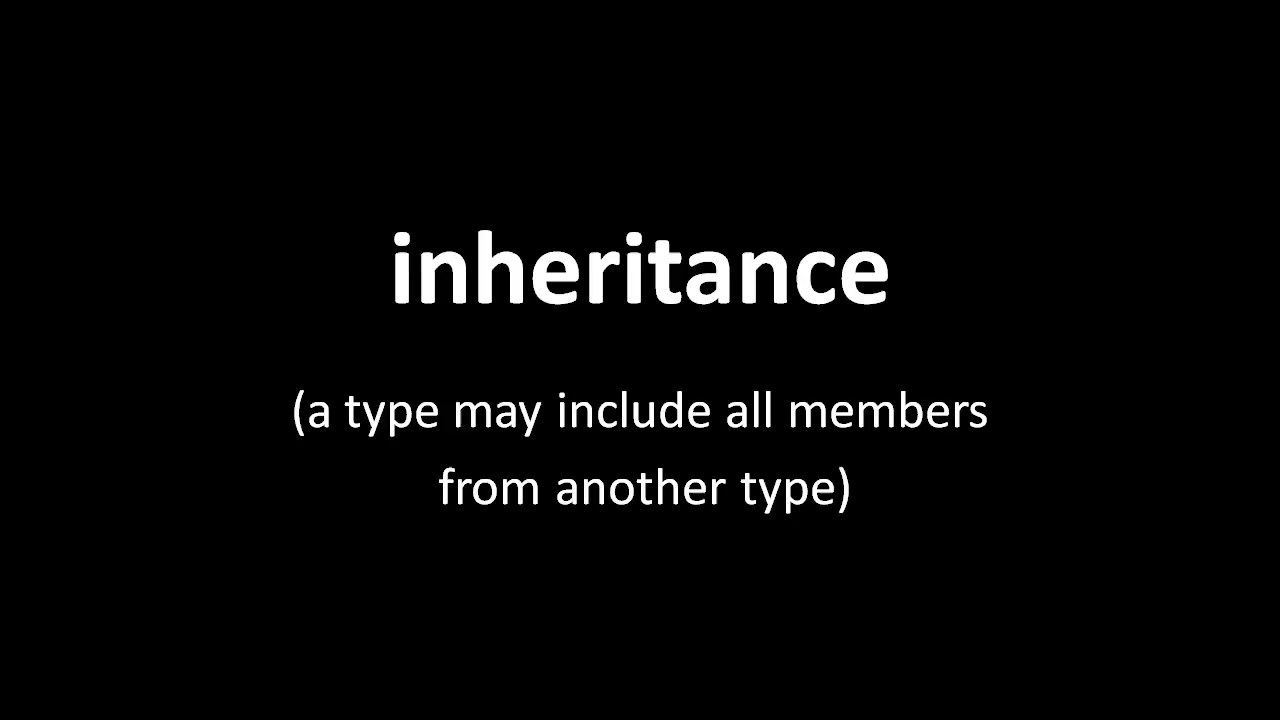 inheritance
(a type may include all members
from another type)